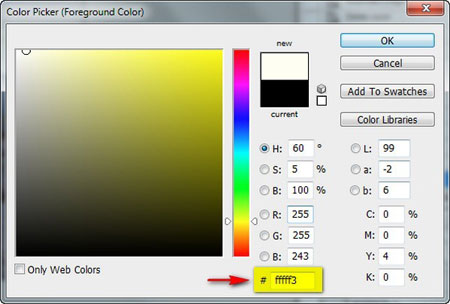 Color Picker (Foreground Color)
new
current
OK
Cancel
Add To Swatches
Color Libraries
H: 60 °
S: 5 %
B: 100 %
R: 255
G: 255
B: 243
# fffff3
L: 99
a: -2
b: 6
C: 0 %
M: 0 %
Y: 4 %
K: 0 %
Only Web Colors